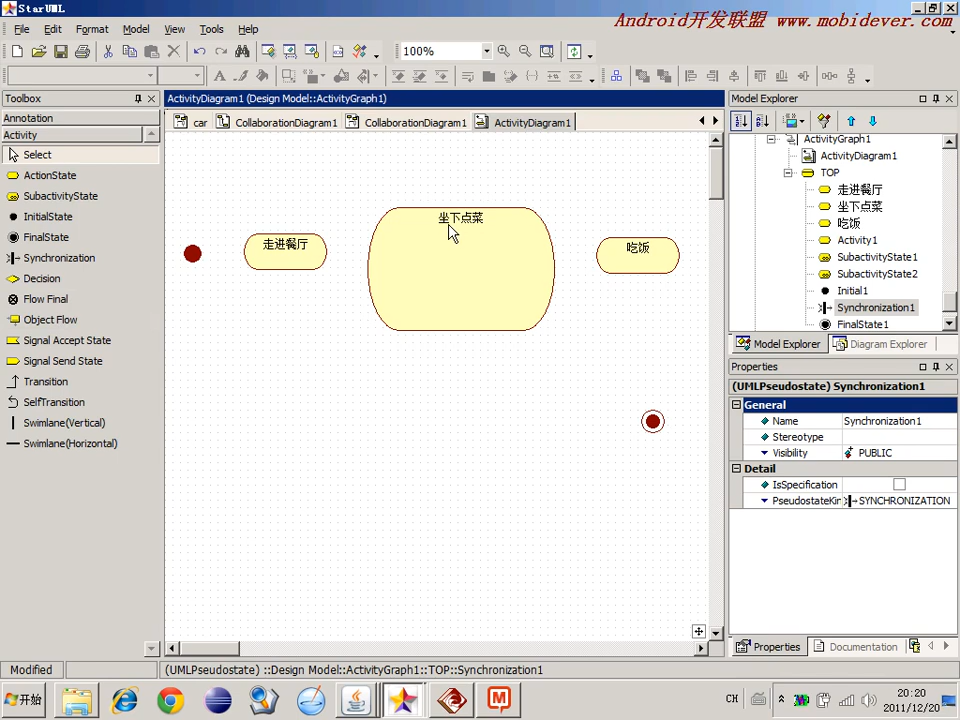 StarUML
Android开发联盟 www.mobidever.com
File Edit Format Model View Tools Help
100%
Toolbox
Annotation
Activity
Select
ActionState
SubactivityState
InitialState
FinalState
Synchronization
Decision
Flow Final
Object Flow
Signal Accept State
Signal Send State
Transition
SelfTransition
Swimlane(Vertical)
Swimlane(Horizontal)
ActivityDiagram1 (Design Model::ActivityGraph1)
car CollaborationDiagram1 CollaborationDiagram1 ActivityDiagram1
走进餐厅
坐下点菜
吃饭
Model Explorer
ActivityGraph1
ActivityDiagram1
TOP
走进餐厅
坐下点菜
吃饭
Activity1
SubactivityState1
SubactivityState2
Initial1
Synchronization1
FinalState1
Model Explorer Diagram Explorer
Properties
(UMLPseudostate) Synchronization1
General
Name Synchronization1
Stereotype
Visibility PUBLIC
Detail
IsSpecification
PseudostateKin SYNCHRONIZATION
Properties Documentation
Modified (UMLPseudostate) ::Design Model::ActivityGraph1::TOP::Synchronization1
开始
CH
20:20
2011/12/20